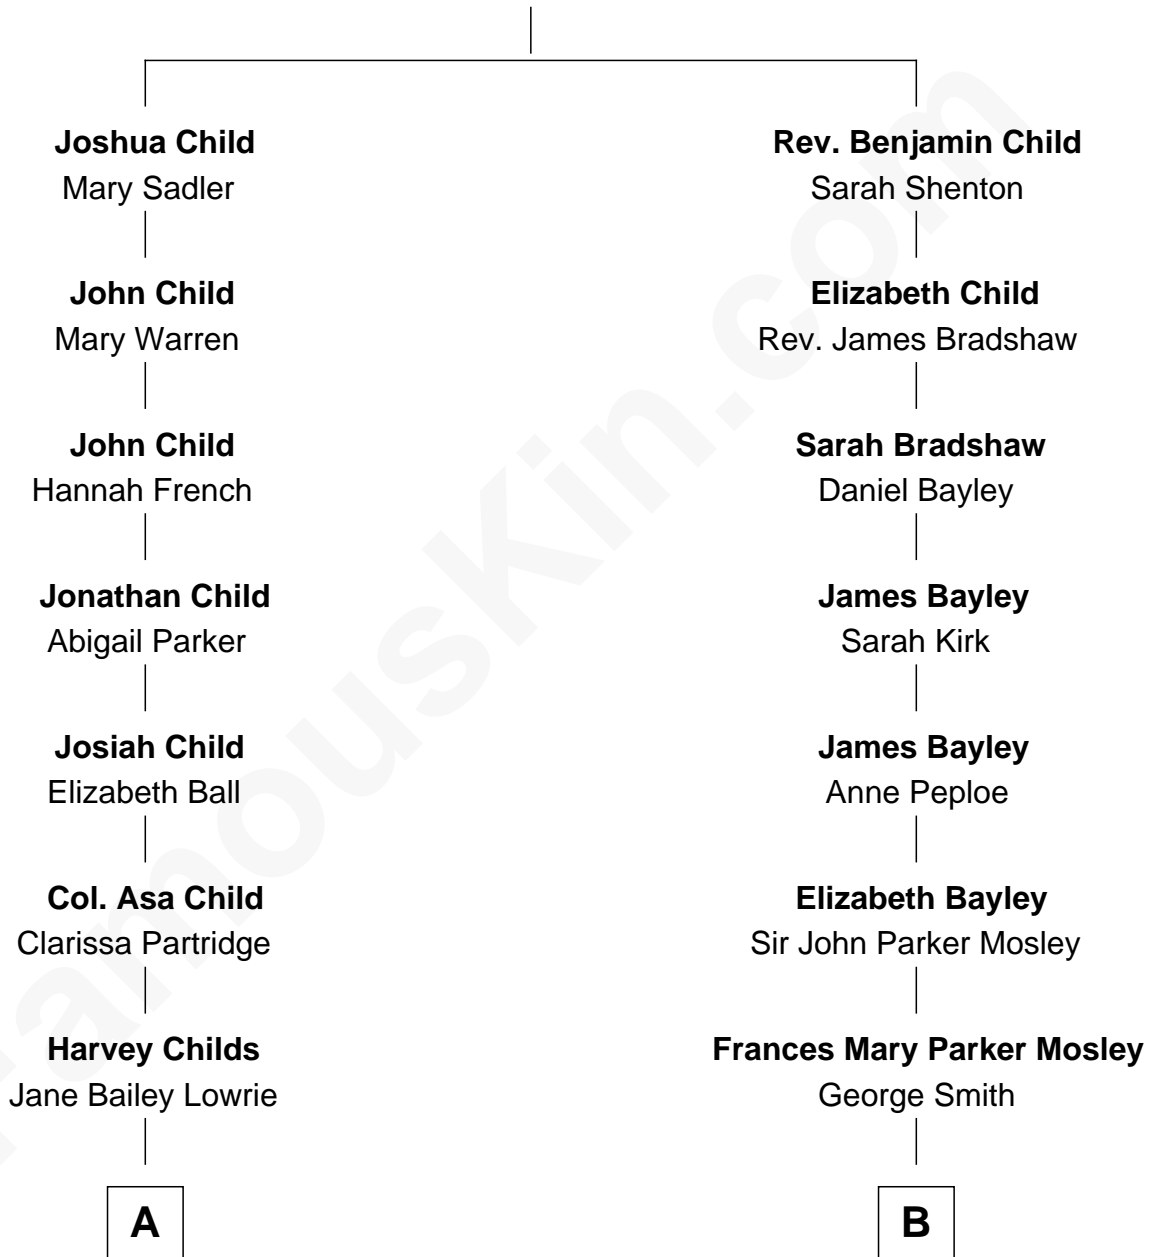 Joshua Child
Mary Sadler
Rev. Benjamin Child
Sarah Shenton
John Child
Mary Warren
Elizabeth Child
Rev. James Bradshaw
John Child
Hannah French
Sarah Bradshaw
Daniel Bayley
Jonathan Child
Abigail Parker
James Bayley
Sarah Kirk
Josiah Child
Elizabeth Ball
James Bayley
Anne Peploe
Col. Asa Child
Clarissa Partridge
Elizabeth Bayley
Sir John Parker Mosley
Harvey Childs
Jane Bailey Lowrie
Frances Mary Parker Mosley
George Smith
A
B
FamousKin.com